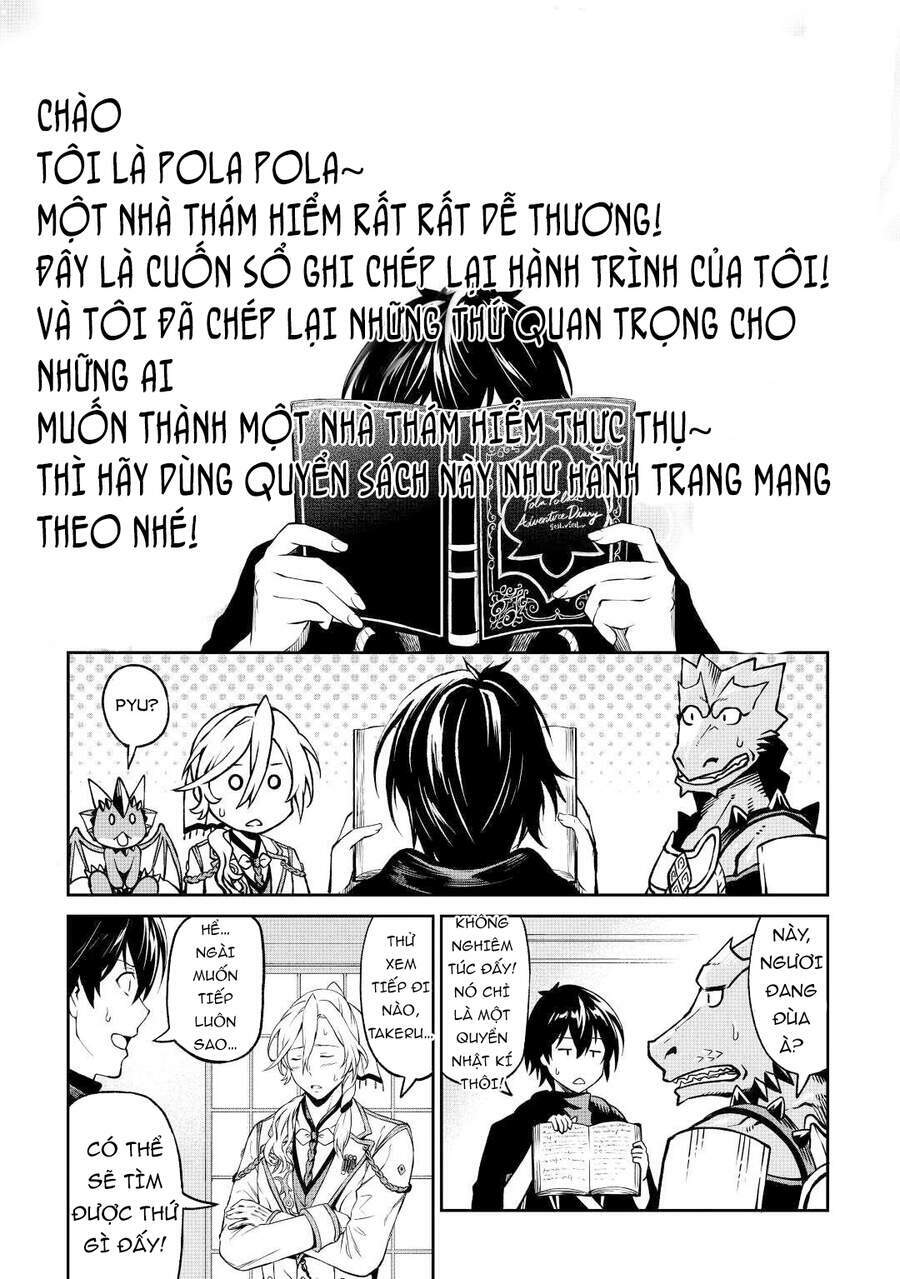 CHÀO
TÔI LÀ POLA POLA~
MỘT NHÀ THÁM HIỂM RẤT RẤT DỄ THƯƠNG!
ĐÂY LÀ CUỐN SỔ GHI CHÉP LẠI HÀNH TRÌNH CỦA TÔI!
VÀ TÔI ĐÃ CHÉP LẠI NHỮNG THỨ QUAN TRỌNG CHO
NHỮNG AI
MUỐN THÀNH MỘT NHÀ THÁM HIỂM THỰC THỤ~
THÌ HÃY DÙNG QUYỂN SÁCH NÀY NHƯ HÀNH TRANG MANG
THEO NHÉ!
Adventure Diary
PYU?
NÀY,
NGƯƠI
ĐANG
ĐÙA
À?
KHÔNG
NGHIÊM
TÚC ĐẤY!
NÓ CHỈ
LÀ MỘT
QUYỂN
NHẬT KÍ
THÔI!
THỬ
XEM
TIẾP ĐI
NÀO,
TAKERU...
HỂ...
NGÀI
MUỐN
TIẾP
LUÔN
SAO...
CÓ THỂ
SẼ TÌM
ĐƯỢC THỨ
GÌ ĐẤY!